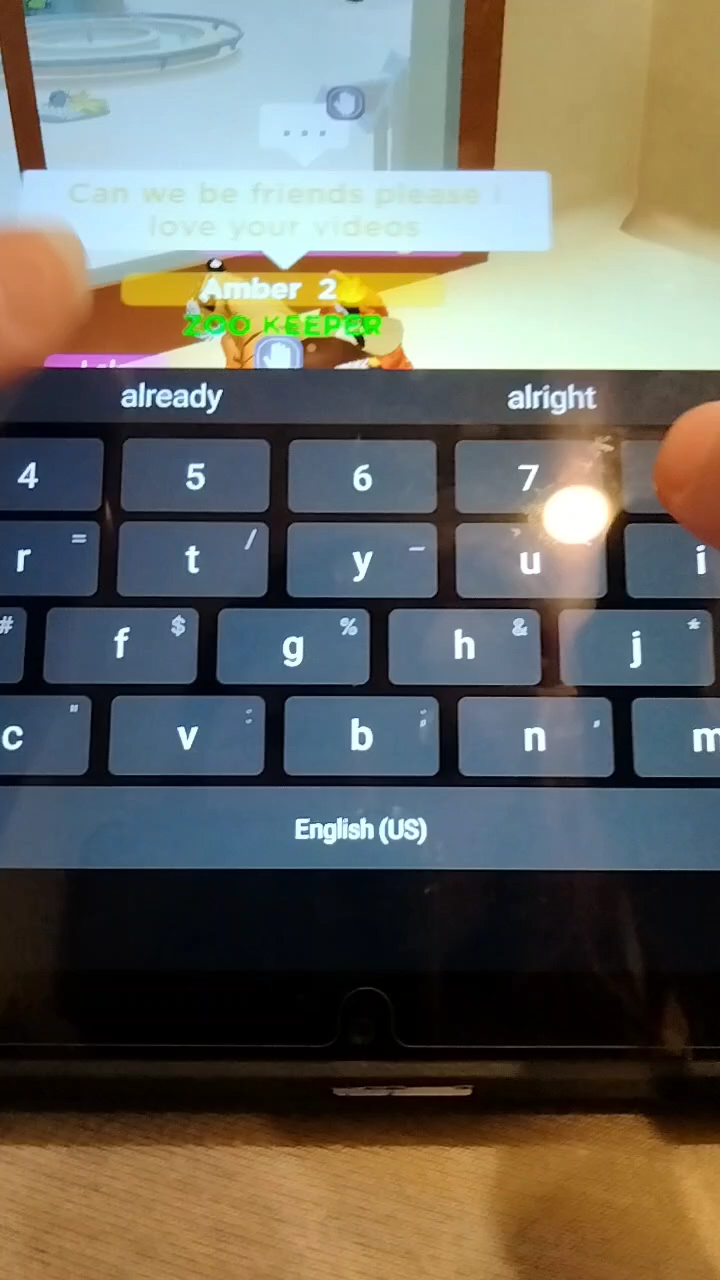 ...
Can we be friends please I
love your videos
Amber 2
ZOO KEEPER
already alright
4 5 6 7
r = t / y – u i
# f $ g % h & j *
c " v : b ; n ' m
English (US)